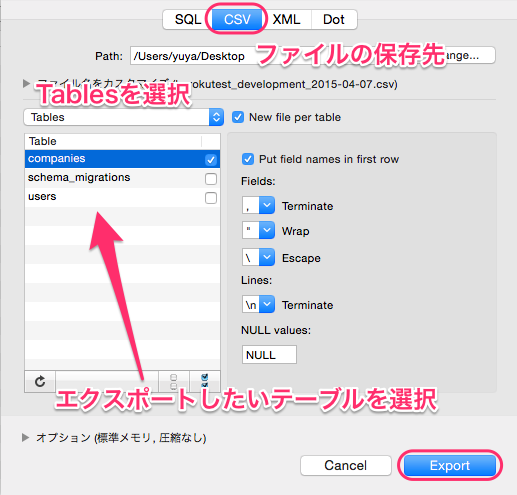 SQL CSV XML Dot
Path: /Users/yuya/Desktop ファイルの保存先 nge...
ファイル名をカスタマイズ okutest_development_2015-04-07.csv)
Tablesを選択
Tables New file per table
Table
companies
schema_migrations
users
Put field names in first row
Fields:
, Terminate
" Wrap
\ Escape
Lines:
\n Terminate
NULL values:
NULL
エクスポートしたいテーブルを選択
オプション (標準メモリ, 圧縮なし)
Cancel Export